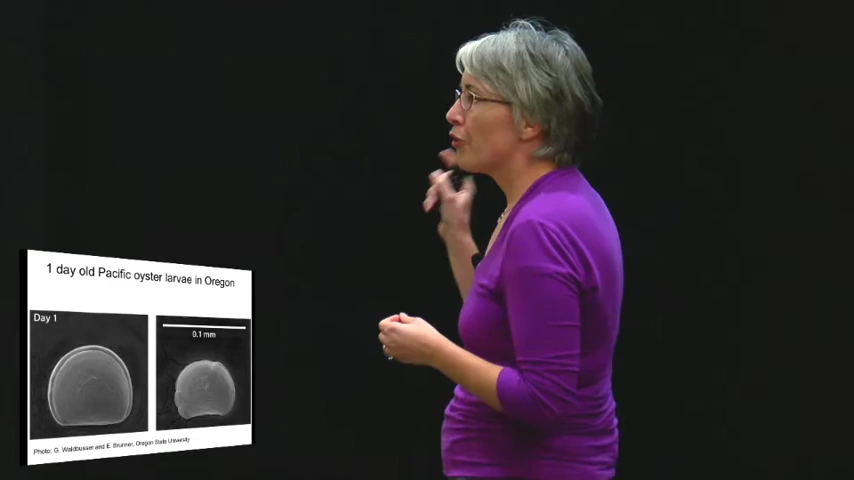 1 day old Pacific oyster larvae in Oregon
Day 1
0.1 mm
Photo: G. Waldbusser and E. Brunner, Oregon State University